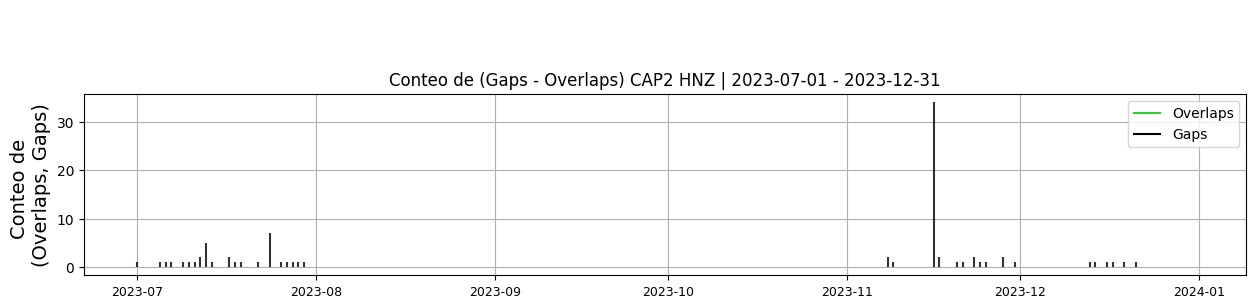 Conteo de (Gaps - Overlaps) CAP2 HNZ | 2023-07-01 - 2023-12-31
Conteo de
(Overlaps, Gaps)
30
20
10
0
Overlaps
Gaps
2023-07
2023-08
2023-09
2023-10
2023-11
2023-12
2024-01